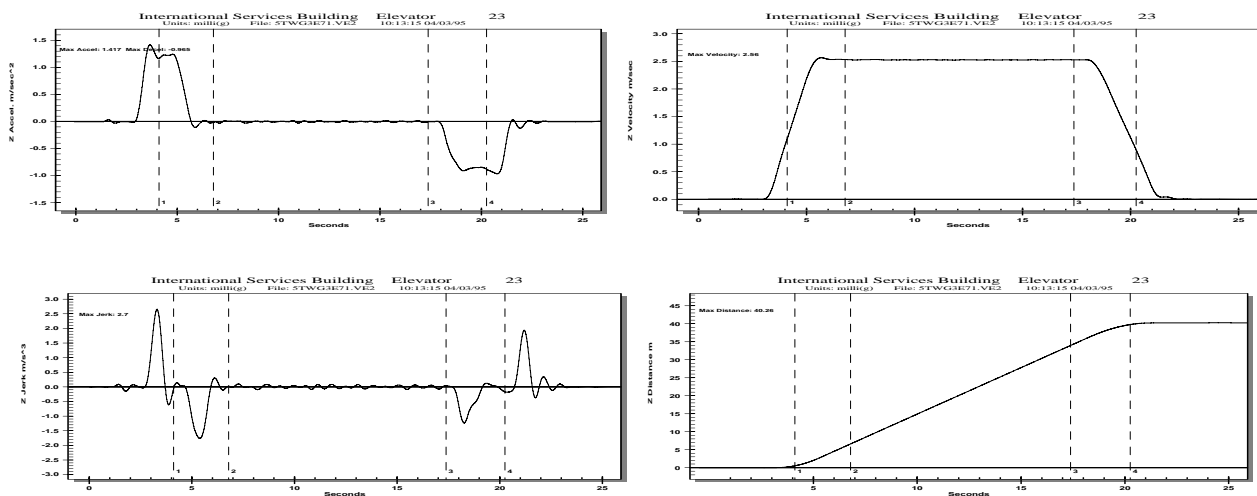 International Services Building Elevator 23
Units: milli(g) File: 5TWG3E71.VE2 10:13:15 04/03/95
Max Accel: 1.417 Max Decel: -0.965
Z Accel. m/sec^2
1.5
1.0
0.5
0.0
-0.5
-1.0
-1.5
1 2 3 4
0 5 10 15 20 25
Seconds
International Services Building Elevator 23
Units: milli(g) File: 5TWG3E71.VE2 10:13:15 04/03/95
Max Velocity: 2.56
Z Velocity m/sec
3.0
2.5
2.0
1.5
1.0
0.5
0.0
1 2 3 4
0 5 10 15 20 25
Seconds
International Services Building Elevator 23
Units: milli(g) File: 5TWG3E71.VE2 10:13:15 04/03/95
Max Jerk: 2.7
Z Jerk m/s^3
3.0
2.5
2.0
1.5
1.0
0.5
0.0
-0.5
-1.0
-1.5
-2.0
-2.5
-3.0
1 2 3 4
0 5 10 15 20 25
Seconds
International Services Building Elevator 23
Units: milli(g) File: 5TWG3E71.VE2 10:13:15 04/03/95
Max Distance: 40.26
Z Distance m
45
40
35
30
25
20
15
10
5
0
1 2 3 4
0 5 10 15 20 25
Seconds